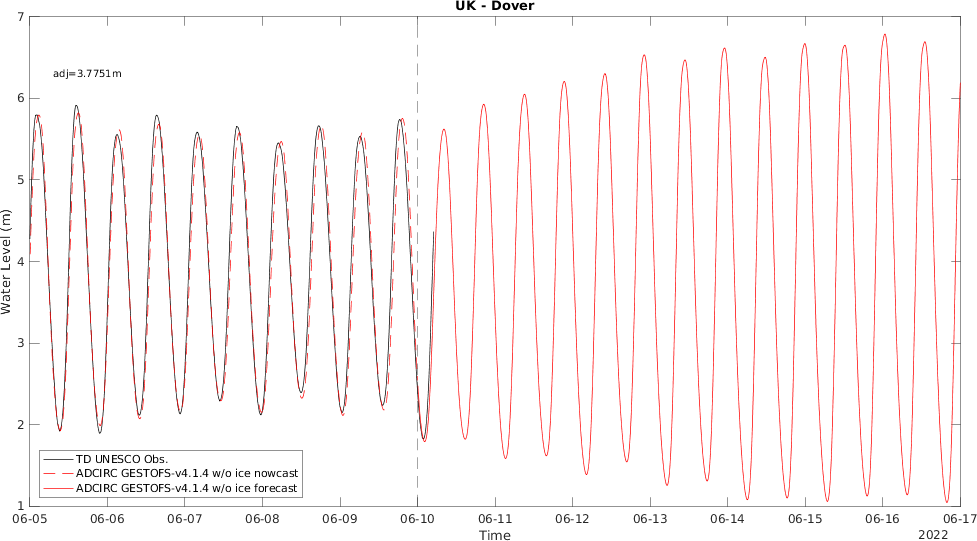 UK - Dover
7
adj=3.7751m
6
5
4
3
2
1
Water Level (m)
TD UNESCO Obs.
ADCIRC GESTOFS-v4.1.4 w/o ice nowcast
ADCIRC GESTOFS-v4.1.4 w/o ice forecast
06-05 06-06 06-07 06-08 06-09 06-10 06-11 06-12 06-13 06-14 06-15 06-16 06-17
Time
2022